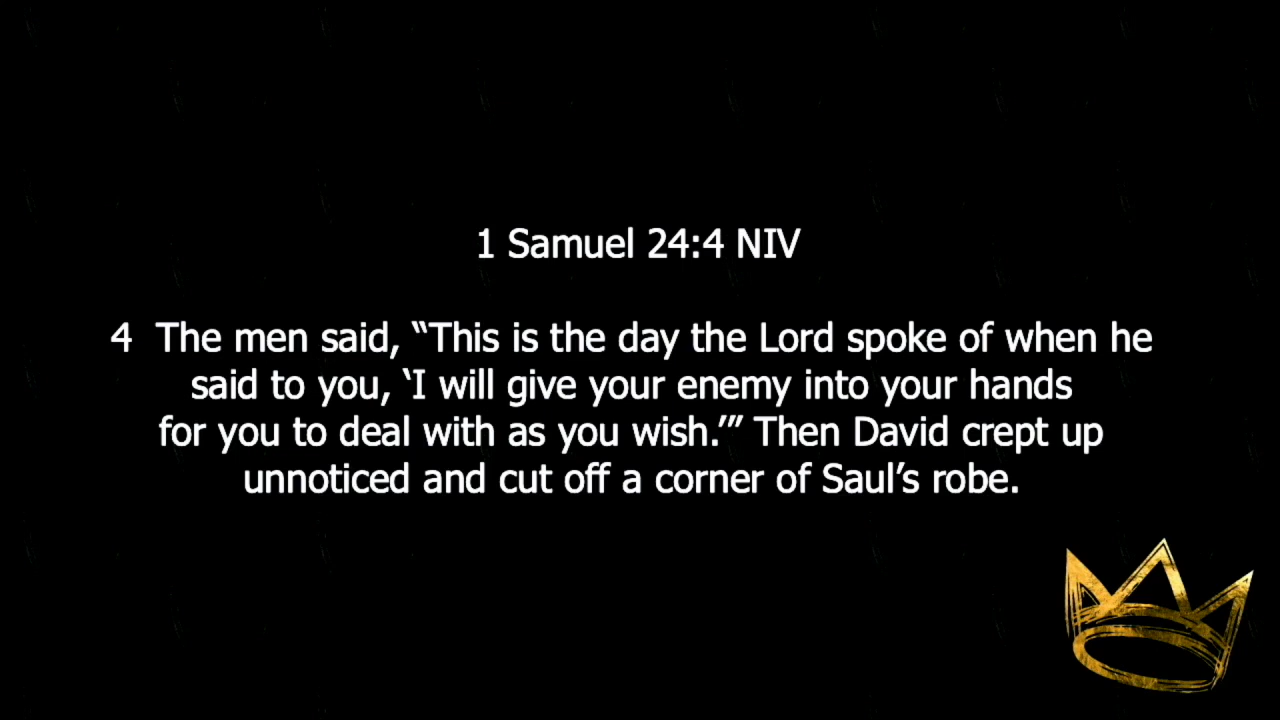 1 Samuel 24:4 NIV
4 The men said, “This is the day the Lord spoke of when he
said to you, ‘I will give your enemy into your hands
for you to deal with as you wish.’” Then David crept up
unnoticed and cut off a corner of Saul’s robe.